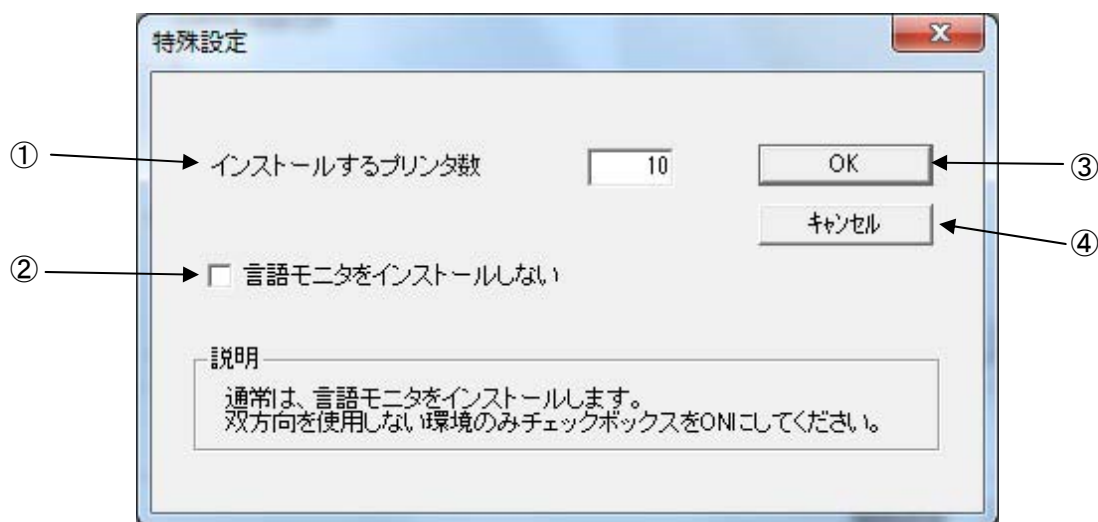 特殊設定
① インストールするプリンタ数 10 OK ③
キャンセル ④
② 言語モニタをインストールしない
説明
通常は、言語モニタをインストールします。
双方向を使用しない環境のみチェックボックスをONにしてください。